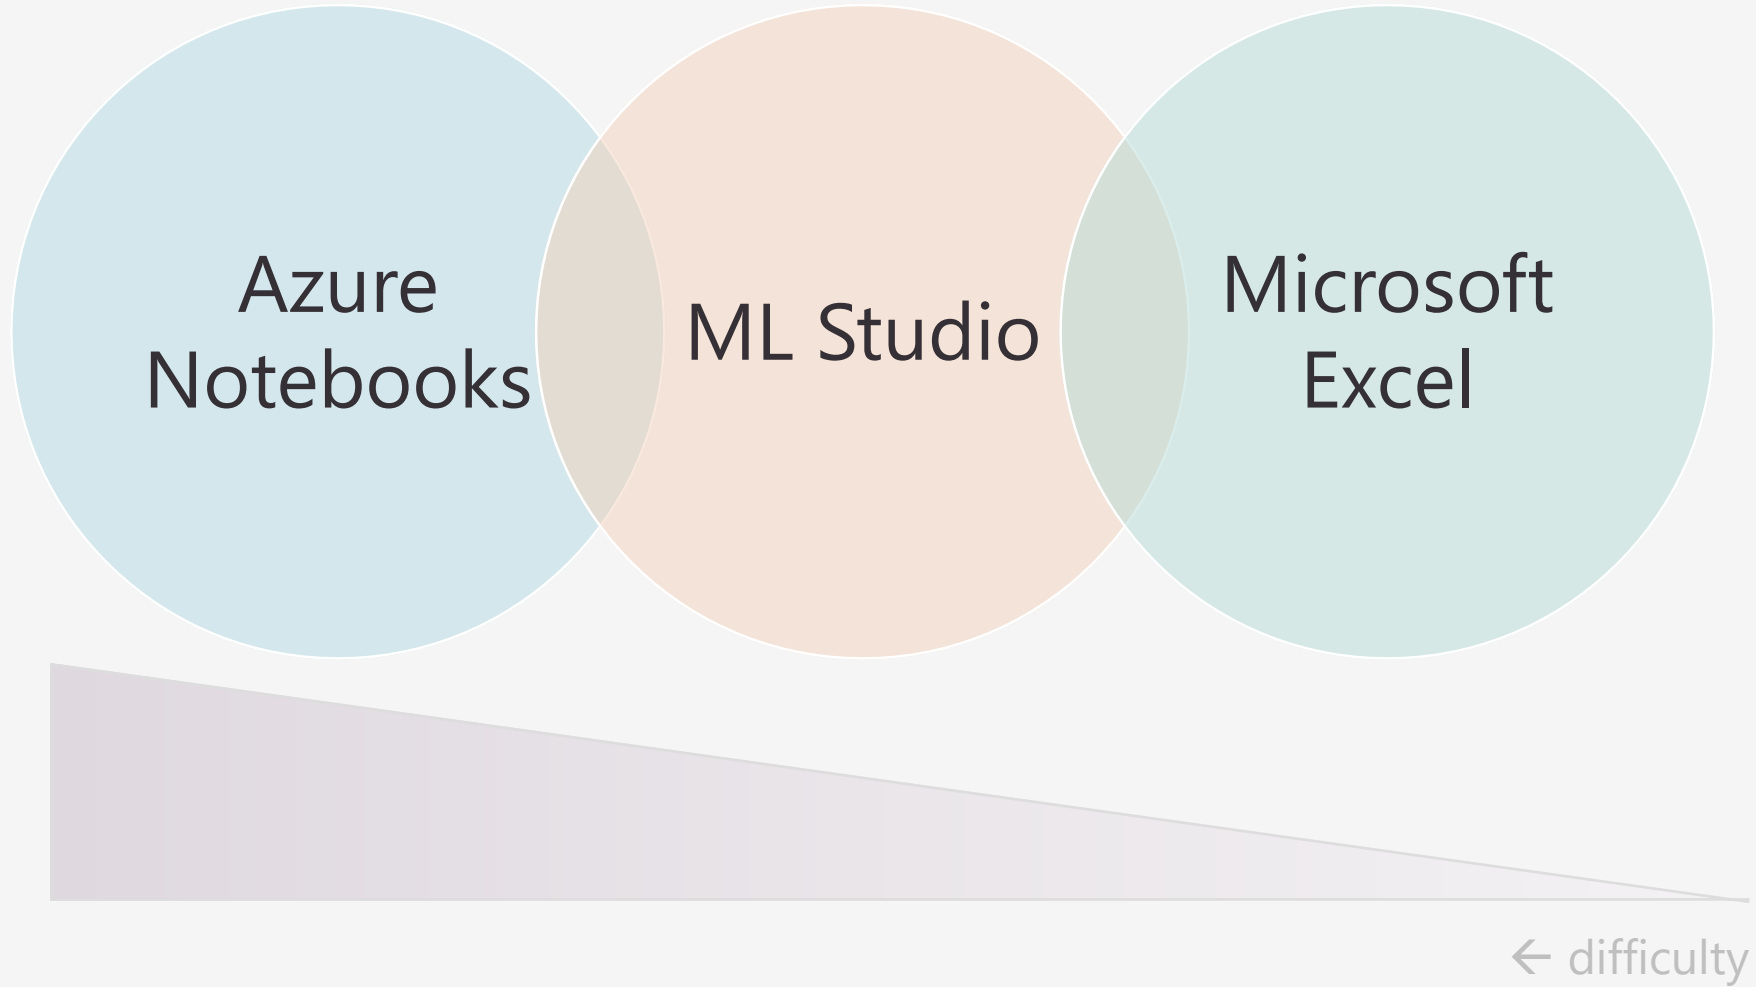 Azure
Notebooks
ML Studio
Microsoft
Excel
← difficulty